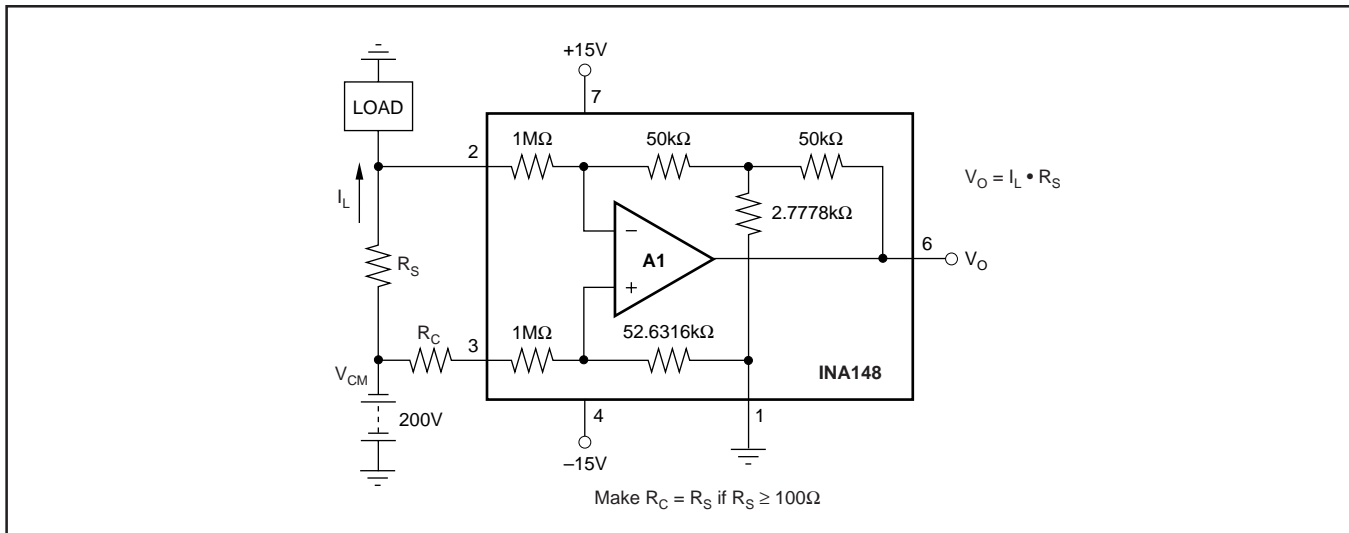 +15V
7
LOAD
1MΩ
50kΩ
50kΩ
2
V_O = I_L • R_S
I_L
2.7778kΩ
−
6
A1
V_O
R_S
+
R_C
3
1MΩ
52.6316kΩ
V_CM
INA148
200V
4
1
–15V
Make R_C = R_S if R_S ≥ 100Ω